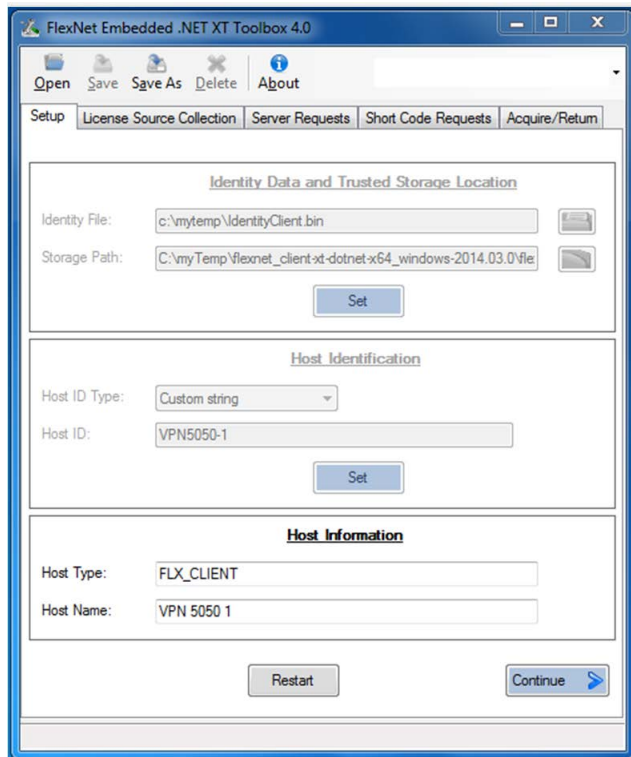 FlexNet Embedded .NET XT Toolbox 4.0
Open Save Save As Delete About
Setup License Source Collection Server Requests Short Code Requests Acquire/Return
Identity Data and Trusted Storage Location
Identity File: c:\mytemp\IdentityClient.bin
Storage Path: C:\myTemp\flexnet_client-xt-dotnet-x64_windows-2014.03.0\fle
Set
Host Identification
Host ID Type: Custom string
Host ID: VPN5050-1
Set
Host Information
Host Type: FLX_CLIENT
Host Name: VPN 5050 1
Restart Continue